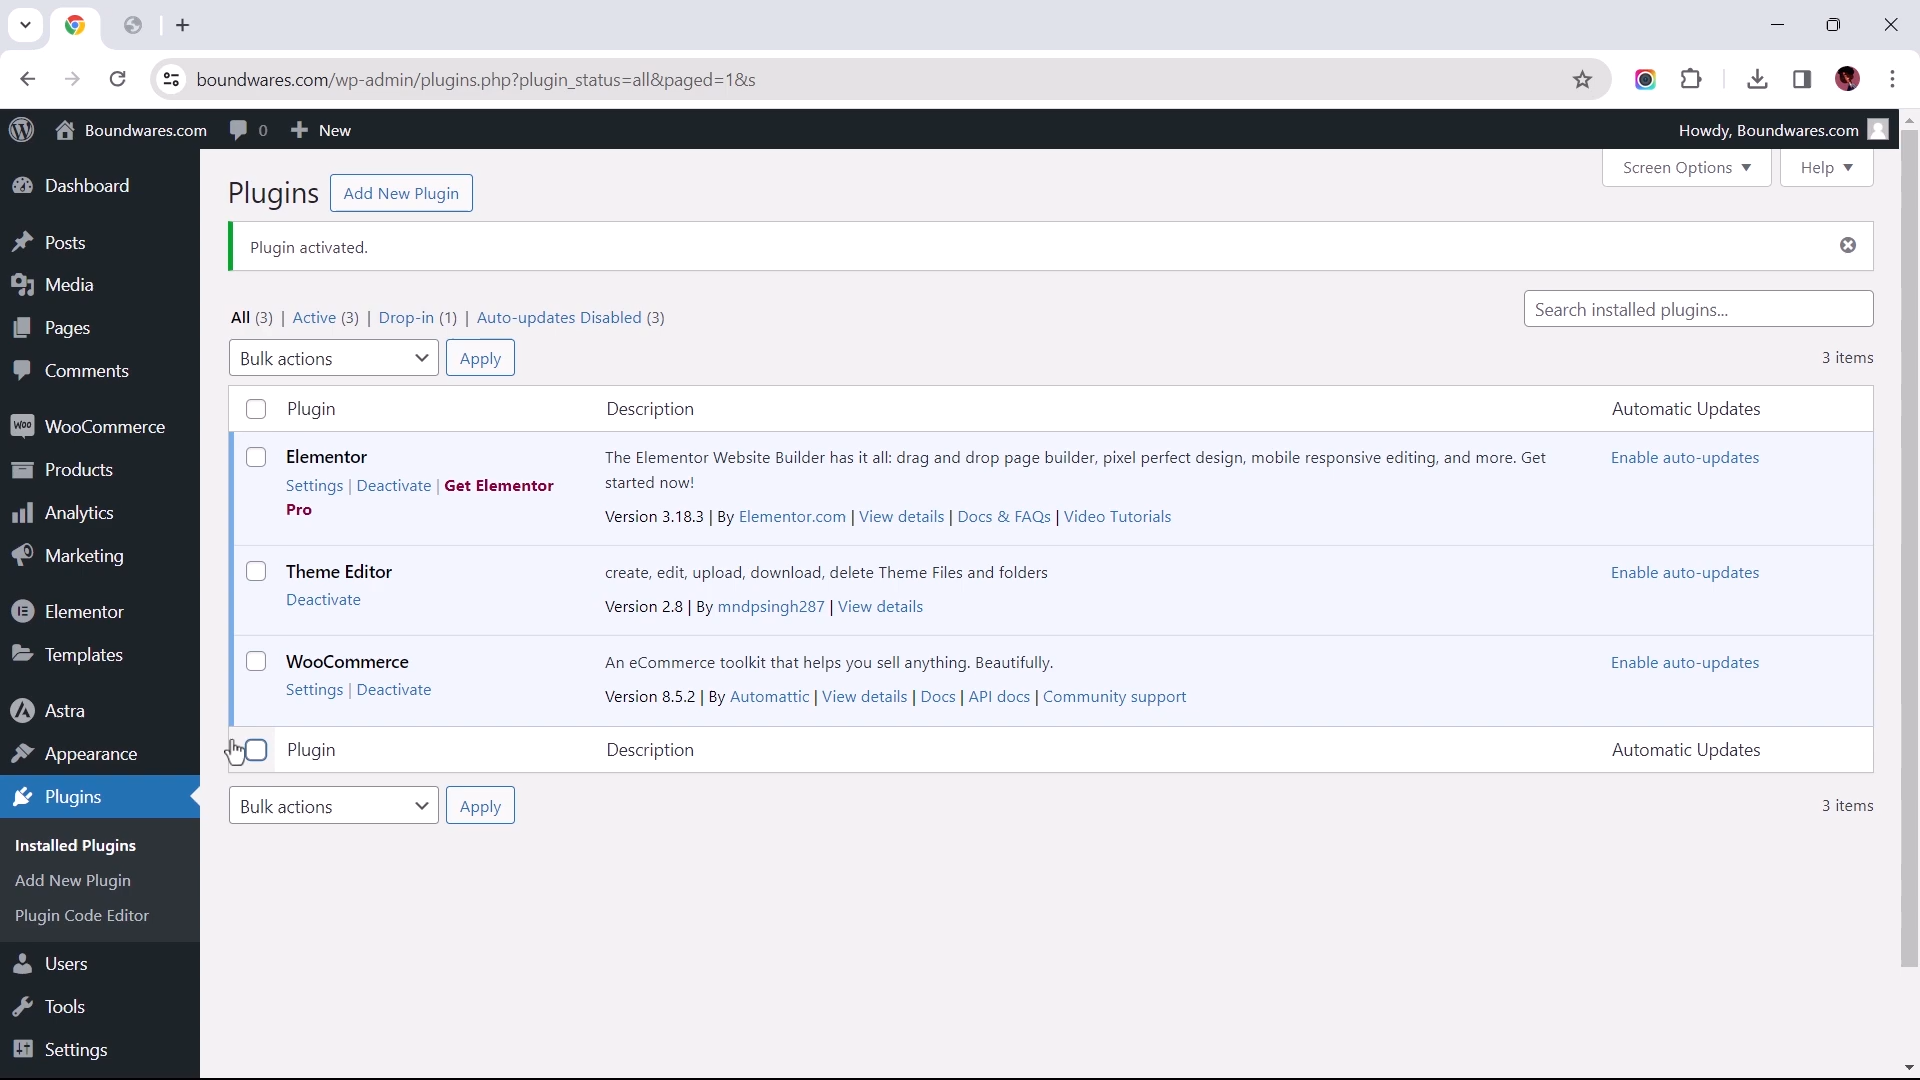 boundwares.com/wp-admin/plugins.php?plugin_status=all&paged=1&s
Boundwares.com 0 New Howdy, Boundwares.com
Dashboard
Posts
Media
Pages
Comments
Woo WooCommerce
Products
Analytics
Marketing
Elementor
Templates
Astra
Appearance
Plugins
Installed Plugins
Add New Plugin
Plugin Code Editor
Users
Tools
Settings
Screen Options Help
Plugins Add New Plugin
Plugin activated.
All (3) | Active (3) | Drop-in (1) | Auto-updates Disabled (3)
Search installed plugins...
Bulk actions Apply 3 items
Plugin Description Automatic Updates
Elementor
Settings | Deactivate | Get Elementor
Pro
The Elementor Website Builder has it all: drag and drop page builder, pixel perfect design, mobile responsive editing, and more. Get
started now!
Version 3.18.3 | By Elementor.com | View details | Docs & FAQs | Video Tutorials
Enable auto-updates
Theme Editor
Deactivate
create, edit, upload, download, delete Theme Files and folders
Version 2.8 | By mndpsingh287 | View details
Enable auto-updates
WooCommerce
Settings | Deactivate
An eCommerce toolkit that helps you sell anything. Beautifully.
Version 8.5.2 | By Automattic | View details | Docs | API docs | Community support
Enable auto-updates
Plugin Description Automatic Updates
Bulk actions Apply 3 items